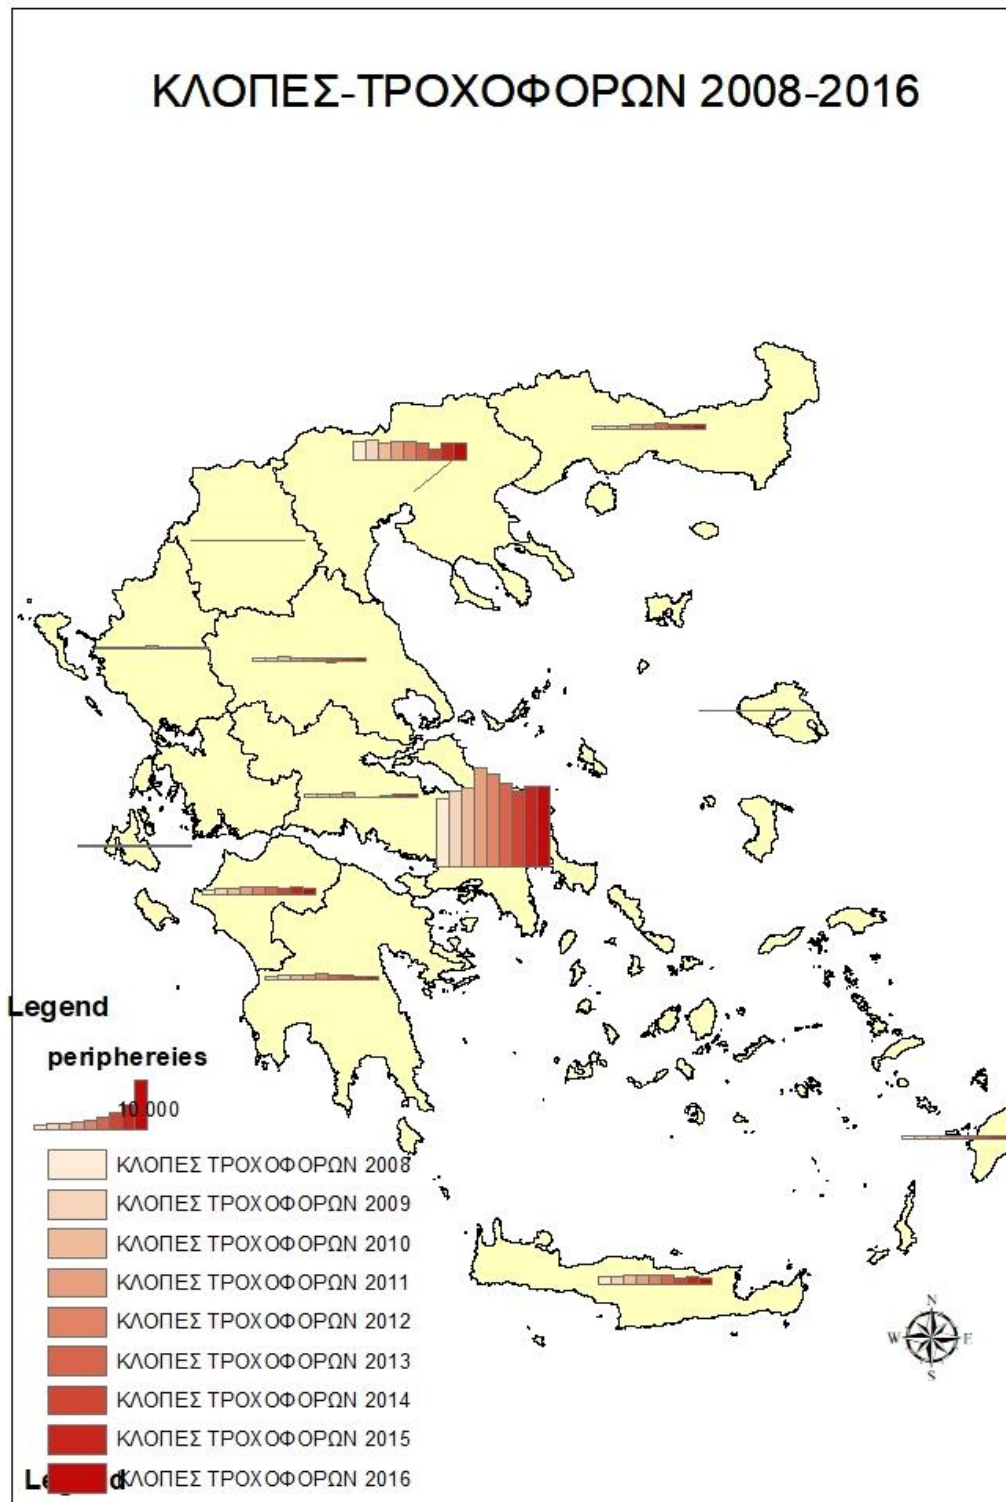 ΚΛΟΠΕΣ-ΤΡΟΧΟΦΟΡΩΝ 2008-2016
Legend
periphereies
10,000
ΚΛΟΠΕΣ ΤΡΟΧΟΦΟΡΩΝ 2008
ΚΛΟΠΕΣ ΤΡΟΧΟΦΟΡΩΝ 2009
ΚΛΟΠΕΣ ΤΡΟΧΟΦΟΡΩΝ 2010
ΚΛΟΠΕΣ ΤΡΟΧΟΦΟΡΩΝ 2011
ΚΛΟΠΕΣ ΤΡΟΧΟΦΟΡΩΝ 2012
ΚΛΟΠΕΣ ΤΡΟΧΟΦΟΡΩΝ 2013
ΚΛΟΠΕΣ ΤΡΟΧΟΦΟΡΩΝ 2014
ΚΛΟΠΕΣ ΤΡΟΧΟΦΟΡΩΝ 2015
ΚΛΟΠΕΣ ΤΡΟΧΟΦΟΡΩΝ 2016
Legend
N
W E
S